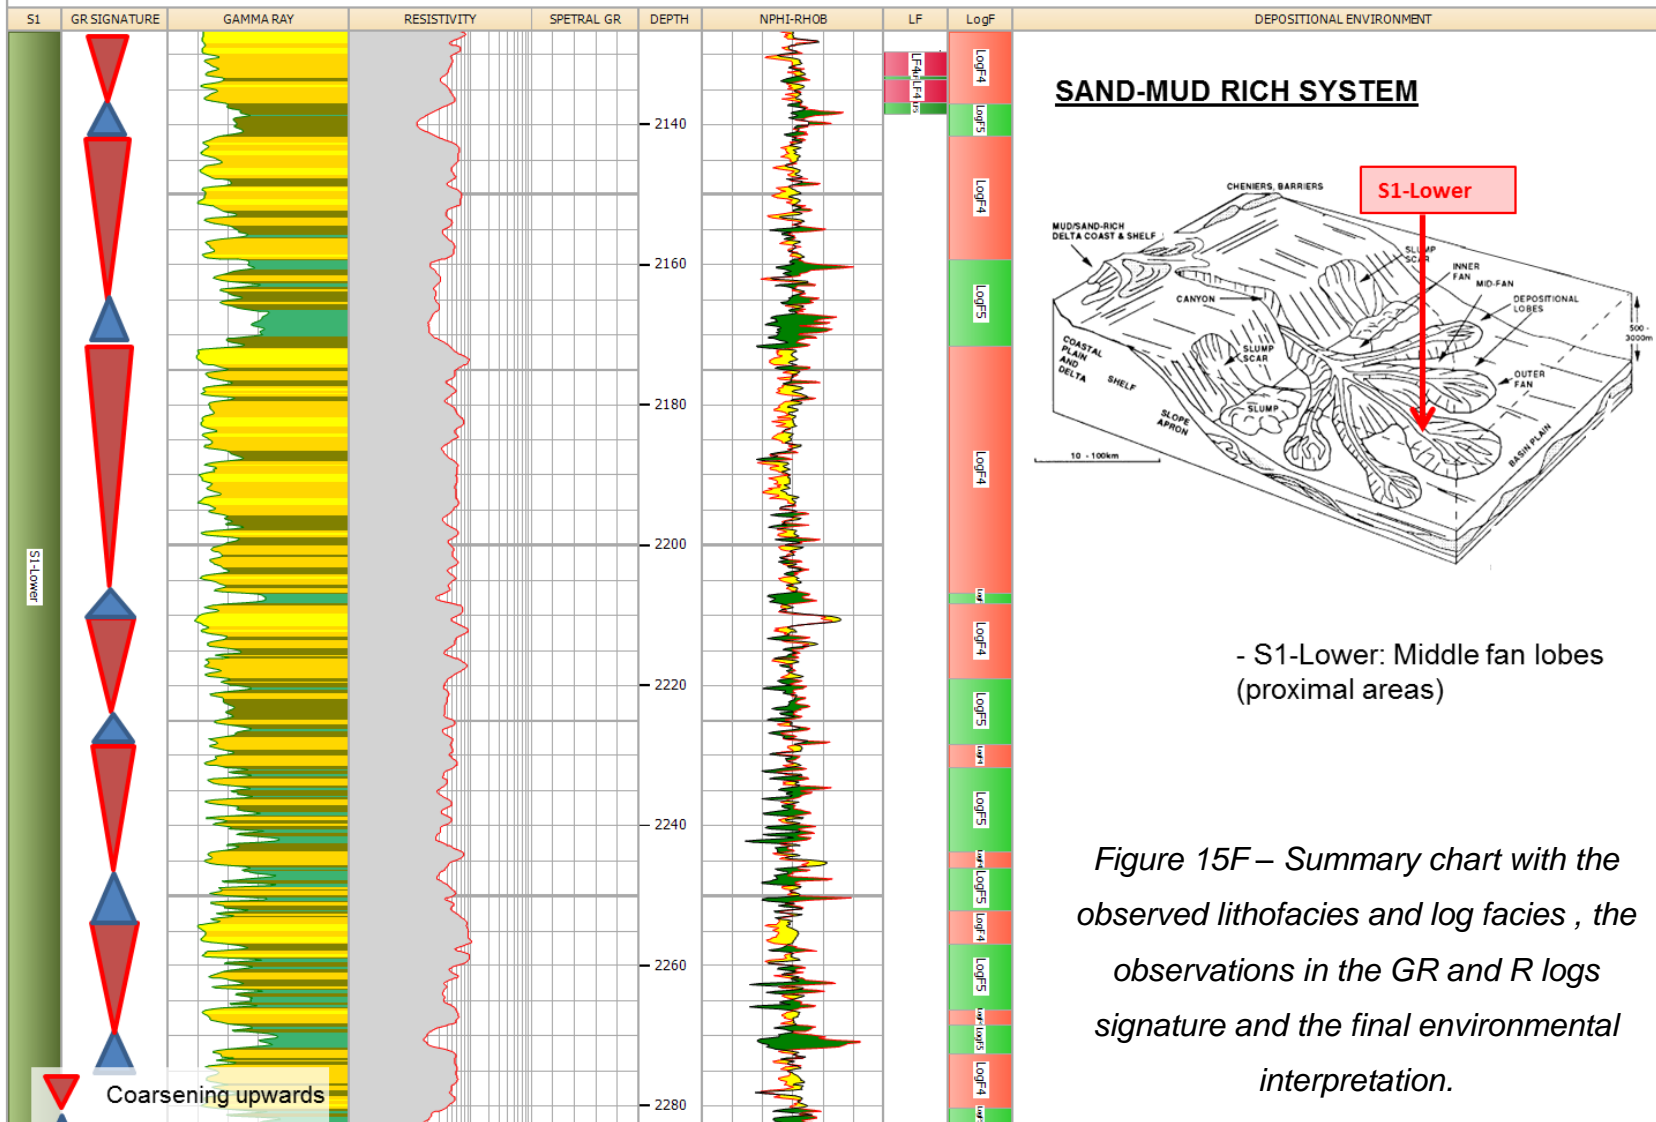 S1
GR SIGNATURE
GAMMA RAY
RESISTIVITY
SPETRAL GR
DEPTH
NPHI-RHOB
LF
LogF
DEPOSITIONAL ENVIRONMENT
S1-Lower
2140
2160
2180
2200
2220
2240
2260
2280
LF4
LF4
LogF4
LogF5
LogF4
LogF5
LogF4
LogF4
LogF5
LogF4
LogF5
LogF5
LogF4
LogF5
LogF5
LogF4
SAND-MUD RICH SYSTEM
S1-Lower
CHENIERS, BARRIERS
MUD/SAND-RICH
DELTA COAST & SHELF
SLUMP
SCAR
INNER
FAN
MID-FAN
DEPOSITIONAL
LOBES
CANYON
500 -
3000m
COASTAL
PLAIN
AND
DELTA
SHELF
SLUMP
SCAR
OUTER
FAN
SLUMP
SLOPE
APRON
BASIN PLAIN
10 - 100km
- S1-Lower: Middle fan lobes
(proximal areas)
Figure 15F – Summary chart with the
observed lithofacies and log facies , the
observations in the GR and R logs
signature and the final environmental
interpretation.
Coarsening upwards